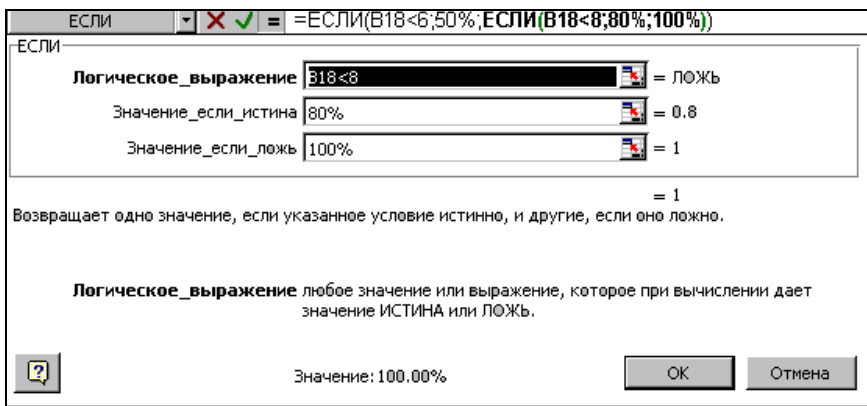 ЕСЛИ = =ЕСЛИ(B18<6;50%;ЕСЛИ(B18<8;80%;100%))
ЕСЛИ
Логическое_выражение B18<8 = ЛОЖЬ
Значение_если_истина 80% = 0.8
Значение_если_ложь 100% = 1
= 1
Возвращает одно значение, если указанное условие истинно, и другие, если оно ложно.
Логическое_выражение любое значение или выражение, которое при вычислении дает
значение ИСТИНА или ЛОЖЬ.
? Значение: 100.00% OK Отмена